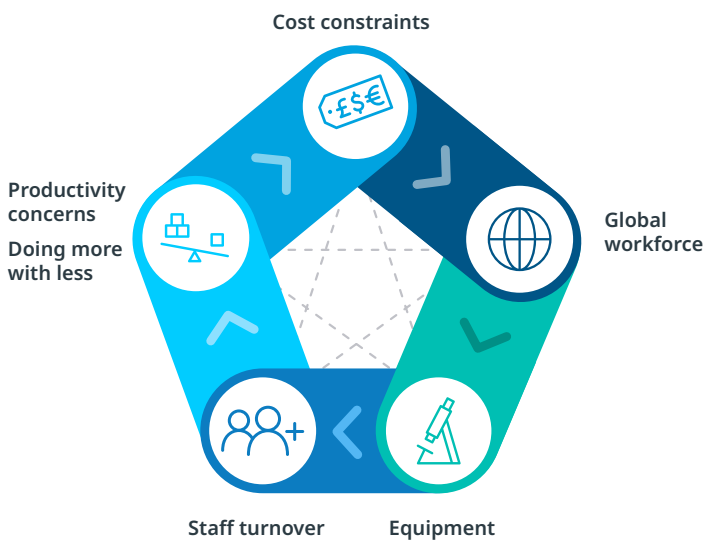 Cost constraints
£$€
Productivity
concerns
Doing more
with less
Global
workforce
Staff turnover
Equipment